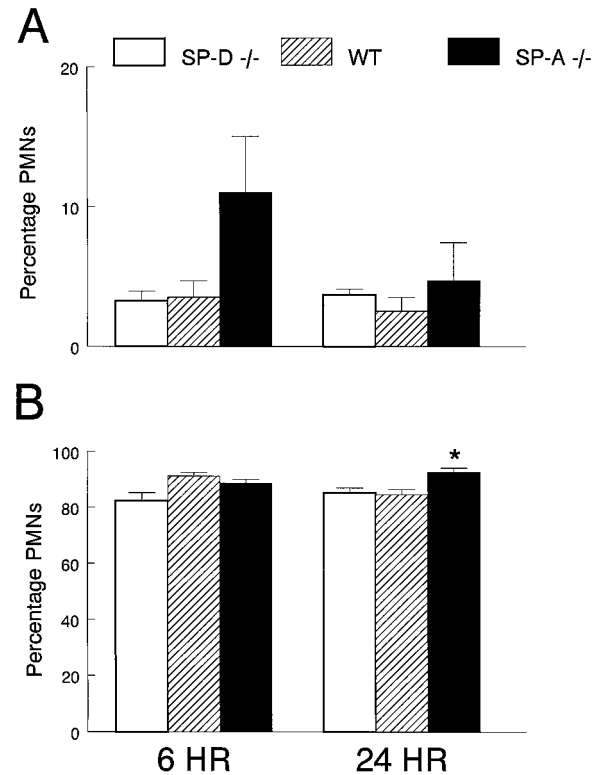 A
SP-D -/- WT SP-A -/-
Percentage PMNs
20
10
0
B
Percentage PMNs
100
80
60
40
20
0
*
6 HR 24 HR